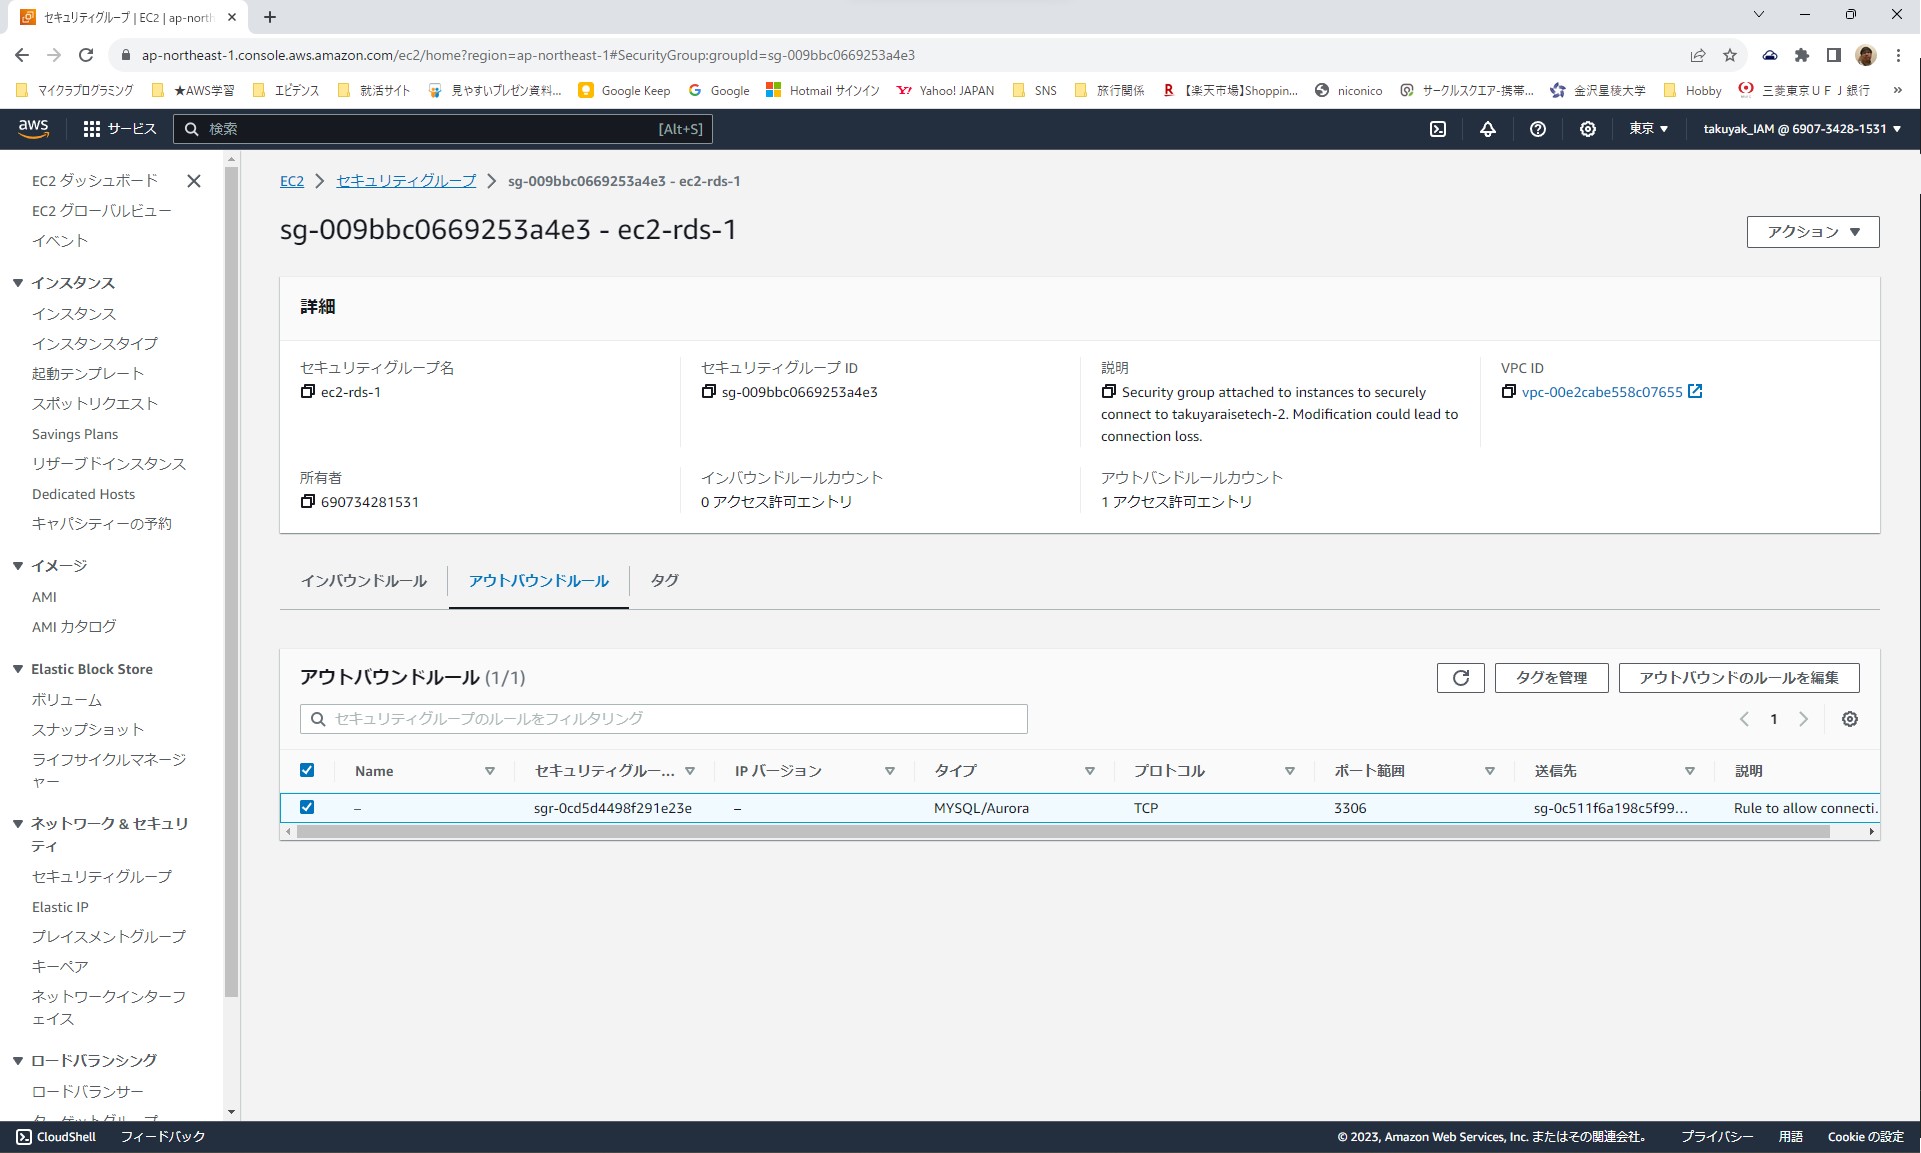 セキュリティグループ | EC2 | ap-north
ap-northeast-1.console.aws.amazon.com/ec2/home?region=ap-northeast-1#SecurityGroup:groupId=sg-009bbc0669253a4e3
マイクラプログラミング ★AWS学習 エビデンス 就活サイト 見やすいプレゼン資料... Google Keep Google Hotmail サインイン Yahoo! JAPAN SNS 旅行関係 【楽天市場】Shoppin... niconico サークルスクエア-携帯... 金沢星稜大学 Hobby 三菱東京ＵＦＪ銀行 »
aws サービス 検索 [Alt+S] 東京 ▼ takuyak_IAM @ 6907-3428-1531 ▼
EC2 ダッシュボード
EC2 グローバルビュー
イベント
▼ インスタンス
インスタンス
インスタンスタイプ
起動テンプレート
スポットリクエスト
Savings Plans
リザーブドインスタンス
Dedicated Hosts
キャパシティーの予約
▼ イメージ
AMI
AMI カタログ
▼ Elastic Block Store
ボリューム
スナップショット
ライフサイクルマネージ
ャー
▼ ネットワーク & セキュリ
ティ
セキュリティグループ
Elastic IP
プレイスメントグループ
キーペア
ネットワークインターフ
ェイス
▼ ロードバランシング
ロードバランサー
ターゲットグループ
EC2 > セキュリティグループ > sg-009bbc0669253a4e3 - ec2-rds-1
sg-009bbc0669253a4e3 - ec2-rds-1
アクション ▼
詳細
セキュリティグループ名
ec2-rds-1
セキュリティグループ ID
sg-009bbc0669253a4e3
説明
Security group attached to instances to securely
connect to takuyaraisetech-2. Modification could lead to
connection loss.
VPC ID
vpc-00e2cabe558c07655
所有者
690734281531
インバウンドルールカウント
0 アクセス許可エントリ
アウトバンドルールカウント
1 アクセス許可エントリ
インバウンドルール アウトバウンドルール タグ
アウトバウンドルール (1/1)
タグを管理 アウトバウンドのルールを編集
セキュリティグループのルールをフィルタリング
1
Name セキュリティグルー... IP バージョン タイプ プロトコル ポート範囲 送信先 説明
– sgr-0cd5d4498f291e23e – MYSQL/Aurora TCP 3306 sg-0c511f6a198c5f99... Rule to allow connecti...
CloudShell フィードバック © 2023, Amazon Web Services, Inc. またはその関連会社。 プライバシー 用語 Cookie の設定